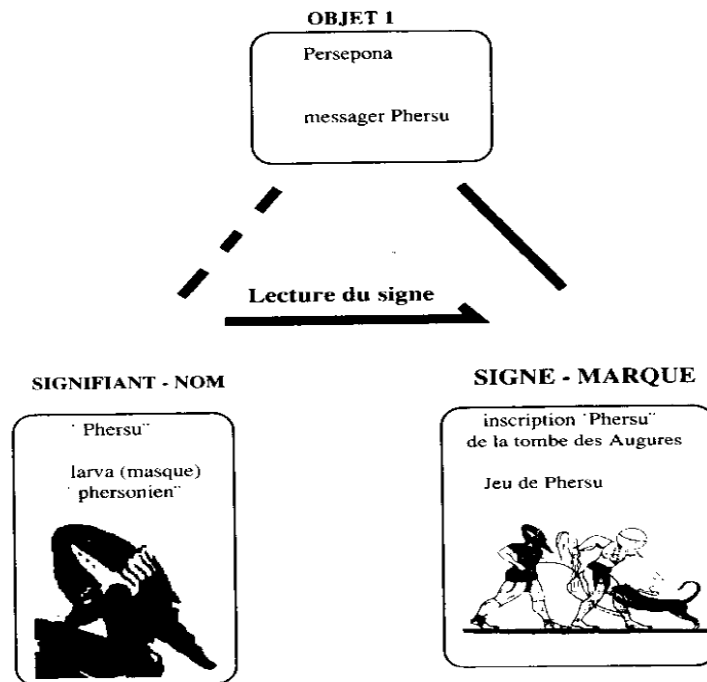 OBJET 1
Persepona
messager Phersu
Lecture du signe
SIGNIFIANT - NOM
' Phersu"
larva (masque)
' phersonien"
SIGNE - MARQUE
inscription 'Phersu"
de la tombe des Augures
Jeu de Phersu